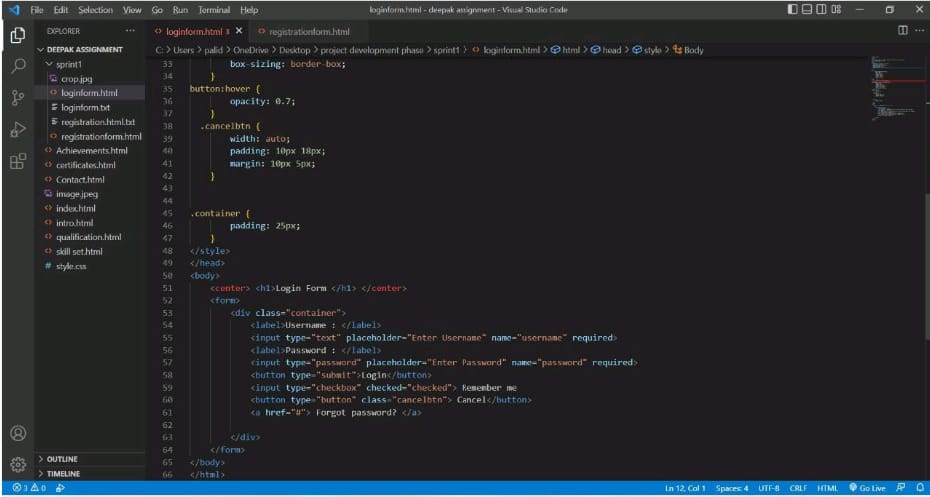 File Edit Selection View Go Run Terminal Help loginform.html - deepak assignment - Visual Studio Code
EXPLORER ··· loginform.html 3 × registrationform.html
DEEPAK ASSIGNMENT
sprint1
crop.jpg
loginform.html
loginform.txt
registration.html.txt
registrationform.html
Achievements.html
certificates.html
Contact.html
image.jpeg
index.html
intro.html
qualification.html
skill set.html
style.css
OUTLINE
TIMELINE
C: > Users > palid > OneDrive > Desktop > project development phase > sprint1 > loginform.html > html > head > style > Body
33 box-sizing: border-box;
34 }
35 button:hover {
36 opacity: 0.7;
37 }
38 .cancelbtn {
39 width: auto;
40 padding: 10px 18px;
41 margin: 10px 5px;
42 }
43
44
45 .container {
46 padding: 25px;
47 }
48 </style>
49 </head>
50 <body>
51 <center> <h1>Login Form </h1> </center>
52 <form>
53 <div class="container">
54 <label>Username : </label>
55 <input type="text" placeholder="Enter Username" name="username" required>
56 <label>Password : </label>
57 <input type="password" placeholder="Enter Password" name="password" required>
58 <button type="submit">Login</button>
59 <input type="checkbox" checked="checked"> Remember me
60 <button type="button" class="cancelbtn"> Cancel</button>
61 <a href="#"> Forgot password? </a>
62
63 </div>
64 </form>
65 </body>
66 </html>
3 0 Ln 12, Col 1 Spaces: 4 UTF-8 CRLF HTML Go Live